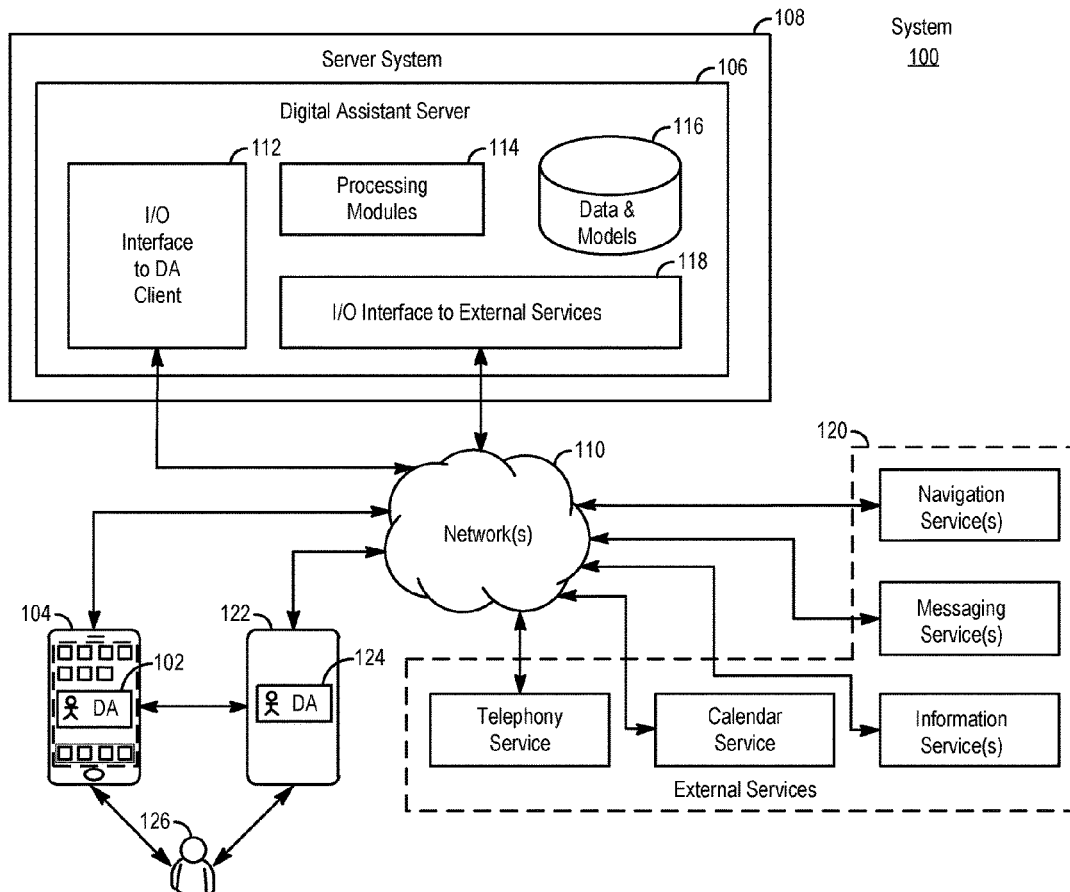 108
System
100
Server System
106
Digital Assistant Server
112
114
116
I/O
Interface
to DA
Client
Processing
Modules
Data &
Models
118
I/O Interface to External Services
110
120
Network(s)
Navigation
Service(s)
Messaging
Service(s)
104
122
102
124
DA
DA
Telephony
Service
Calendar
Service
Information
Service(s)
External Services
126